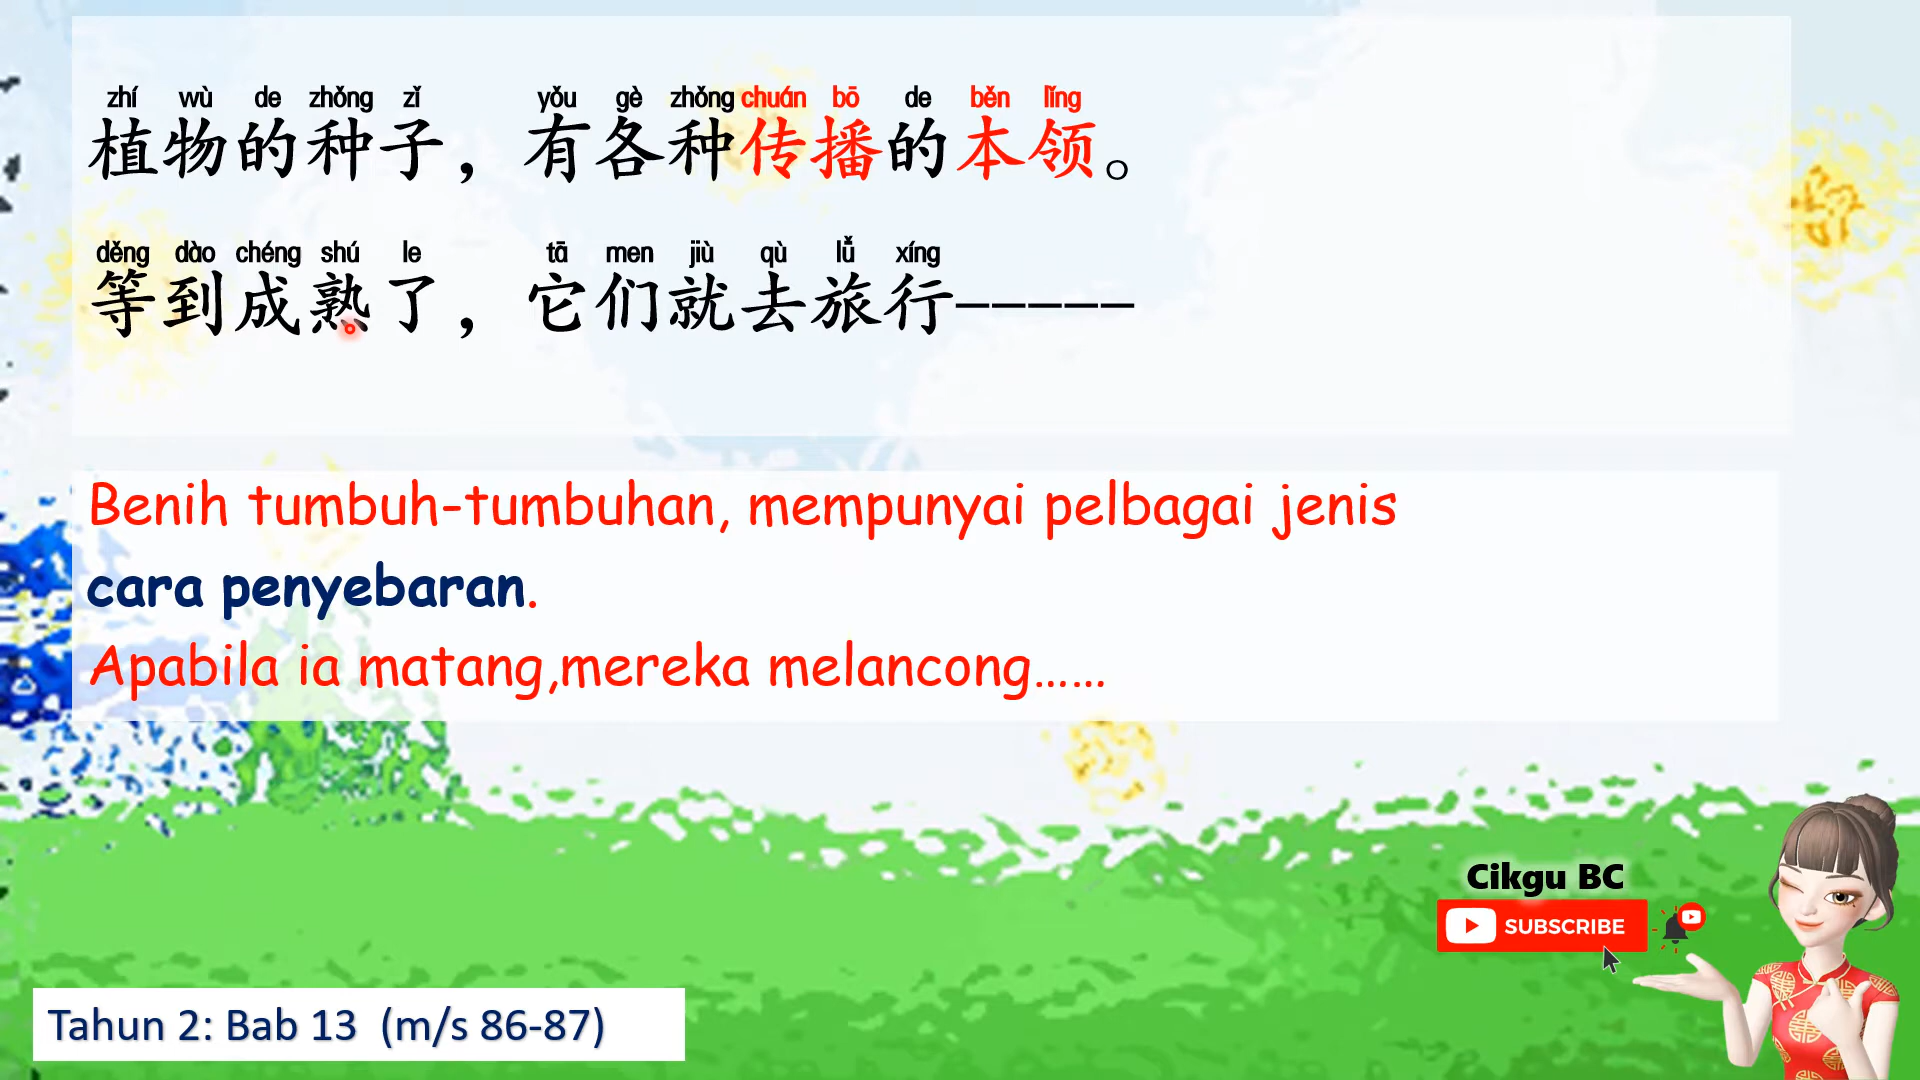 zhí wù de zhǒng zǐ yǒu gè zhǒng chuán bō de běn lǐng
植物的种子，有各种传播的本领。
děng dào chéng shú le tā men jiù qù lǚ xíng
等到成熟了，它们就去旅行－－－－－
Benih tumbuh-tumbuhan, mempunyai pelbagai jenis
cara penyebaran.
Apabila ia matang,mereka melancong......
Cikgu BC
SUBSCRIBE
Tahun 2: Bab 13 (m/s 86-87)